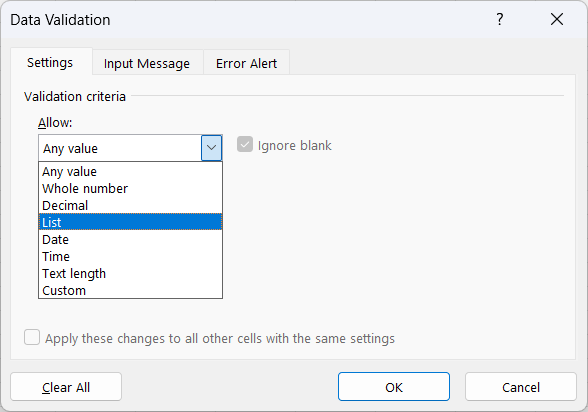 Data Validation ?
Settings Input Message Error Alert
Validation criteria
Allow:
Any value Ignore blank
Any value
Whole number
Decimal
List
Date
Time
Text length
Custom
Apply these changes to all other cells with the same settings
Clear All OK Cancel